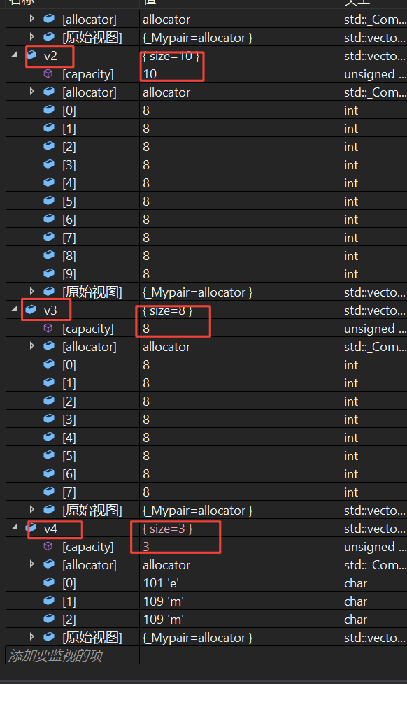 [allocator] allocator std::_Com...
[原始视图] {_Mypair=allocator } std::vecto...
v2 { size=10 } std::vecto...
[capacity] 10 unsigned ...
[allocator] allocator std::_Com...
[0] 8 int
[1] 8 int
[2] 8 int
[3] 8 int
[4] 8 int
[5] 8 int
[6] 8 int
[7] 8 int
[8] 8 int
[9] 8 int
[原始视图] {_Mypair=allocator } std::vecto...
v3 { size=8 } std::vecto...
[capacity] 8 unsigned ...
[allocator] allocator std::_Com...
[0] 8 int
[1] 8 int
[2] 8 int
[3] 8 int
[4] 8 int
[5] 8 int
[6] 8 int
[7] 8 int
[原始视图] {_Mypair=allocator } std::vecto...
v4 { size=3 } std::vecto...
[capacity] 3 unsigned ...
[allocator] allocator std::_Com...
[0] 101 'e' char
[1] 109 'm' char
[2] 109 'm' char
[原始视图] {_Mypair=allocator } std::vecto...
添加要监视的项